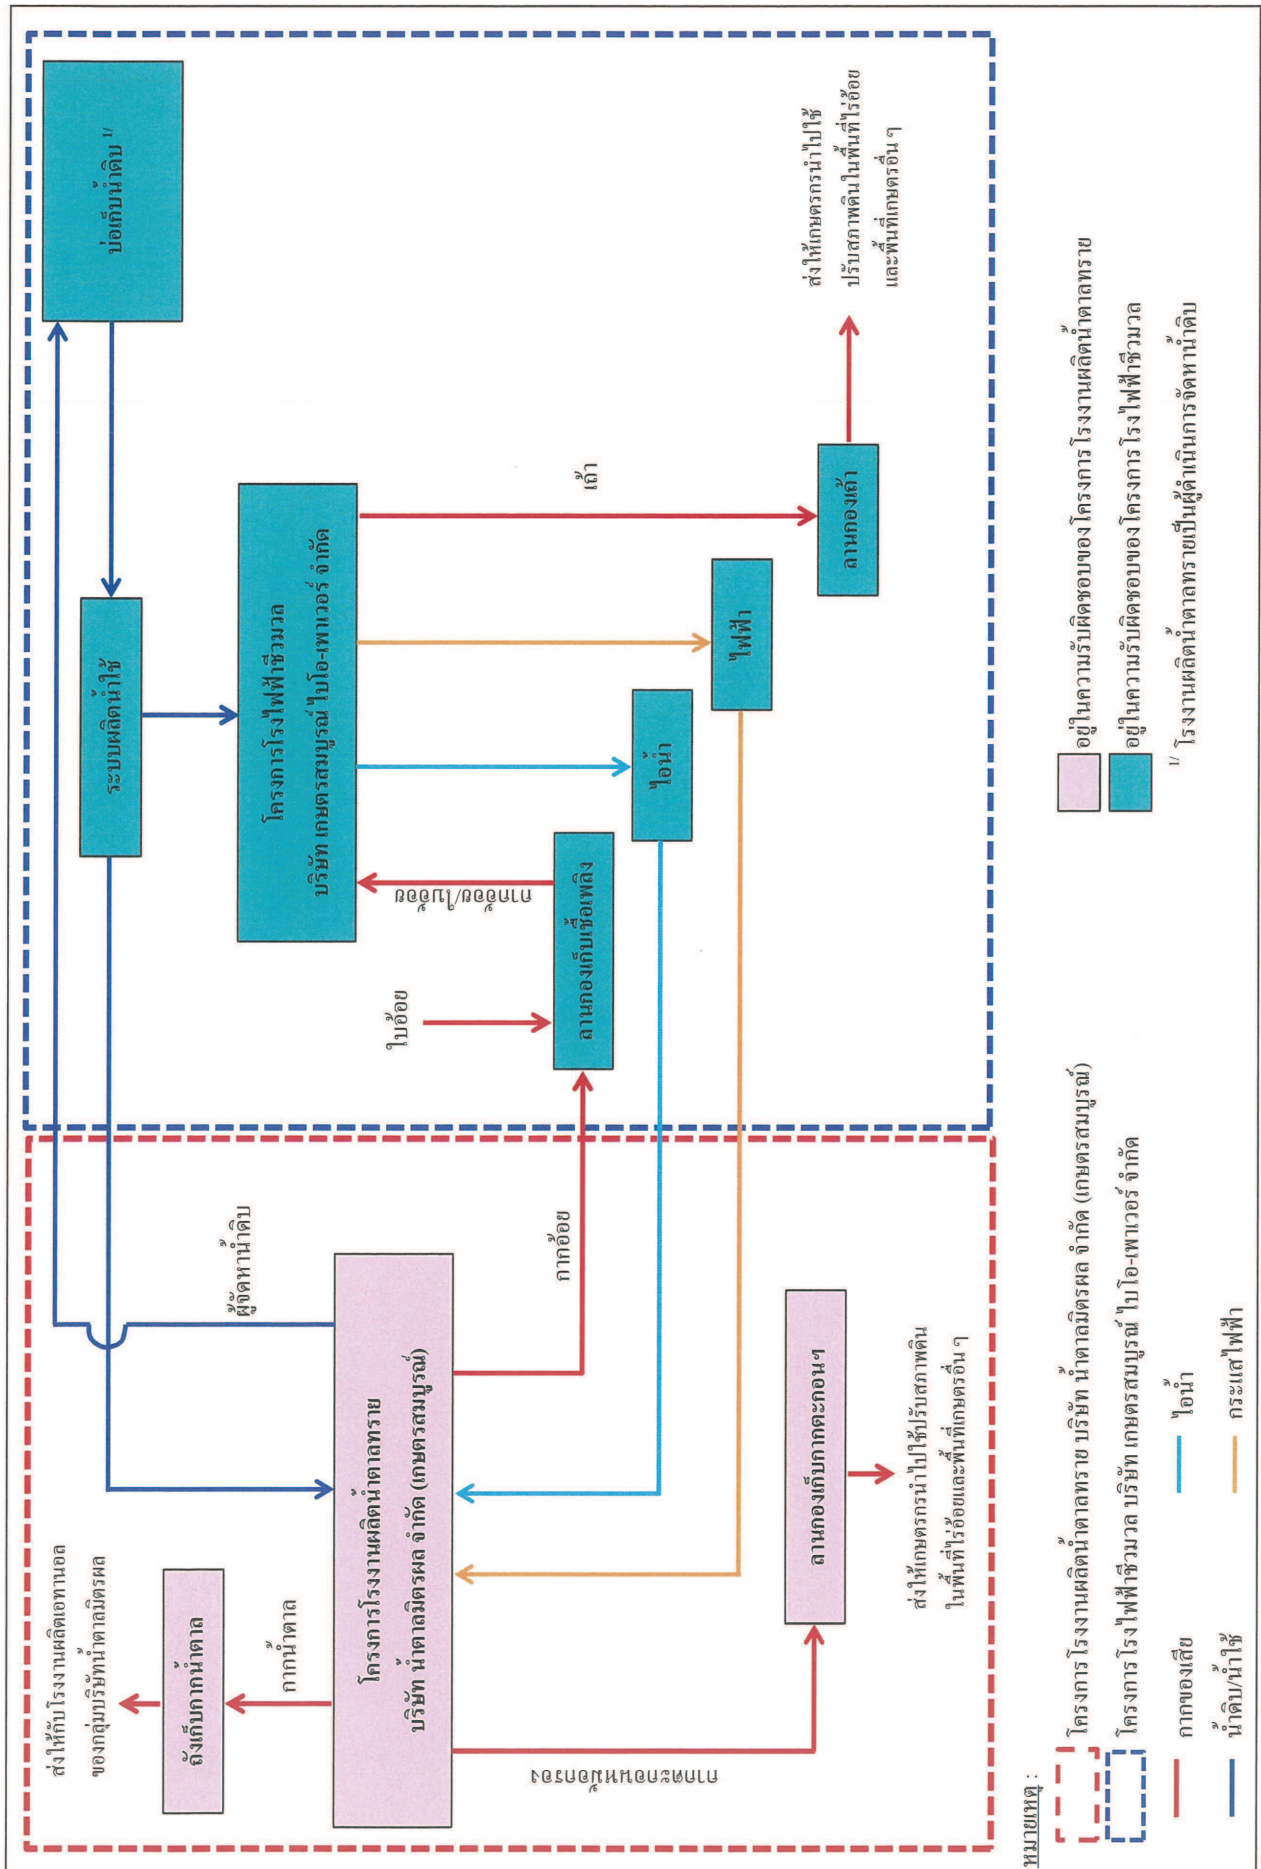 ส่งให้กับโรงงานผลิตเอทานอล
ของกลุ่มบริษัทน้ำตาลมิตรผล
ถังเก็บกากน้ำตาล
กากน้ำตาล
โครงการโรงงานผลิตน้ำตาลทราย
บริษัท น้ำตาลมิตรผล จำกัด (เกษตรสมบูรณ์)
ผู้จัดหาน้ำดิบ
กากอ้อย
กากตะกอนหม้อกรอง
ลานกองเก็บกากตะกอนฯ
ส่งให้เกษตรกรนำไปใช้ปรับสภาพดิน
ในพื้นที่ไร่อ้อยและพื้นที่เกษตรอื่น ๆ
บ่อเก็บน้ำดิบ 1/
ระบบผลิตน้ำใช้
โครงการโรงไฟฟ้าชีวมวล
บริษัท เกษตรสมบูรณ์ ไบโอ-เพาเวอร์ จำกัด
ใบอ้อย
กากอ้อย/ใบอ้อย
ลานกองเก็บเชื้อเพลิง
ไอน้ำ
ไฟฟ้า
เถ้า
ลานกองเถ้า
ส่งให้เกษตรกรนำไปใช้
ปรับสภาพดินในพื้นที่ไร่อ้อย
และพื้นที่เกษตรอื่น ๆ
หมายเหตุ :
โครงการโรงงานผลิตน้ำตาลทราย บริษัท น้ำตาลมิตรผล จำกัด (เกษตรสมบูรณ์)
โครงการโรงไฟฟ้าชีวมวล บริษัท เกษตรสมบูรณ์ ไบโอ-เพาเวอร์ จำกัด
กากของเสีย
ไอน้ำ
น้ำดิบ/น้ำใช้
กระแสไฟฟ้า
อยู่ในความรับผิดชอบของโครงการโรงงานผลิตน้ำตาลทราย
อยู่ในความรับผิดชอบของโครงการโรงไฟฟ้าชีวมวล
1/ โรงงานผลิตน้ำตาลทรายเป็นผู้ดำเนินการจัดหาน้ำดิบ